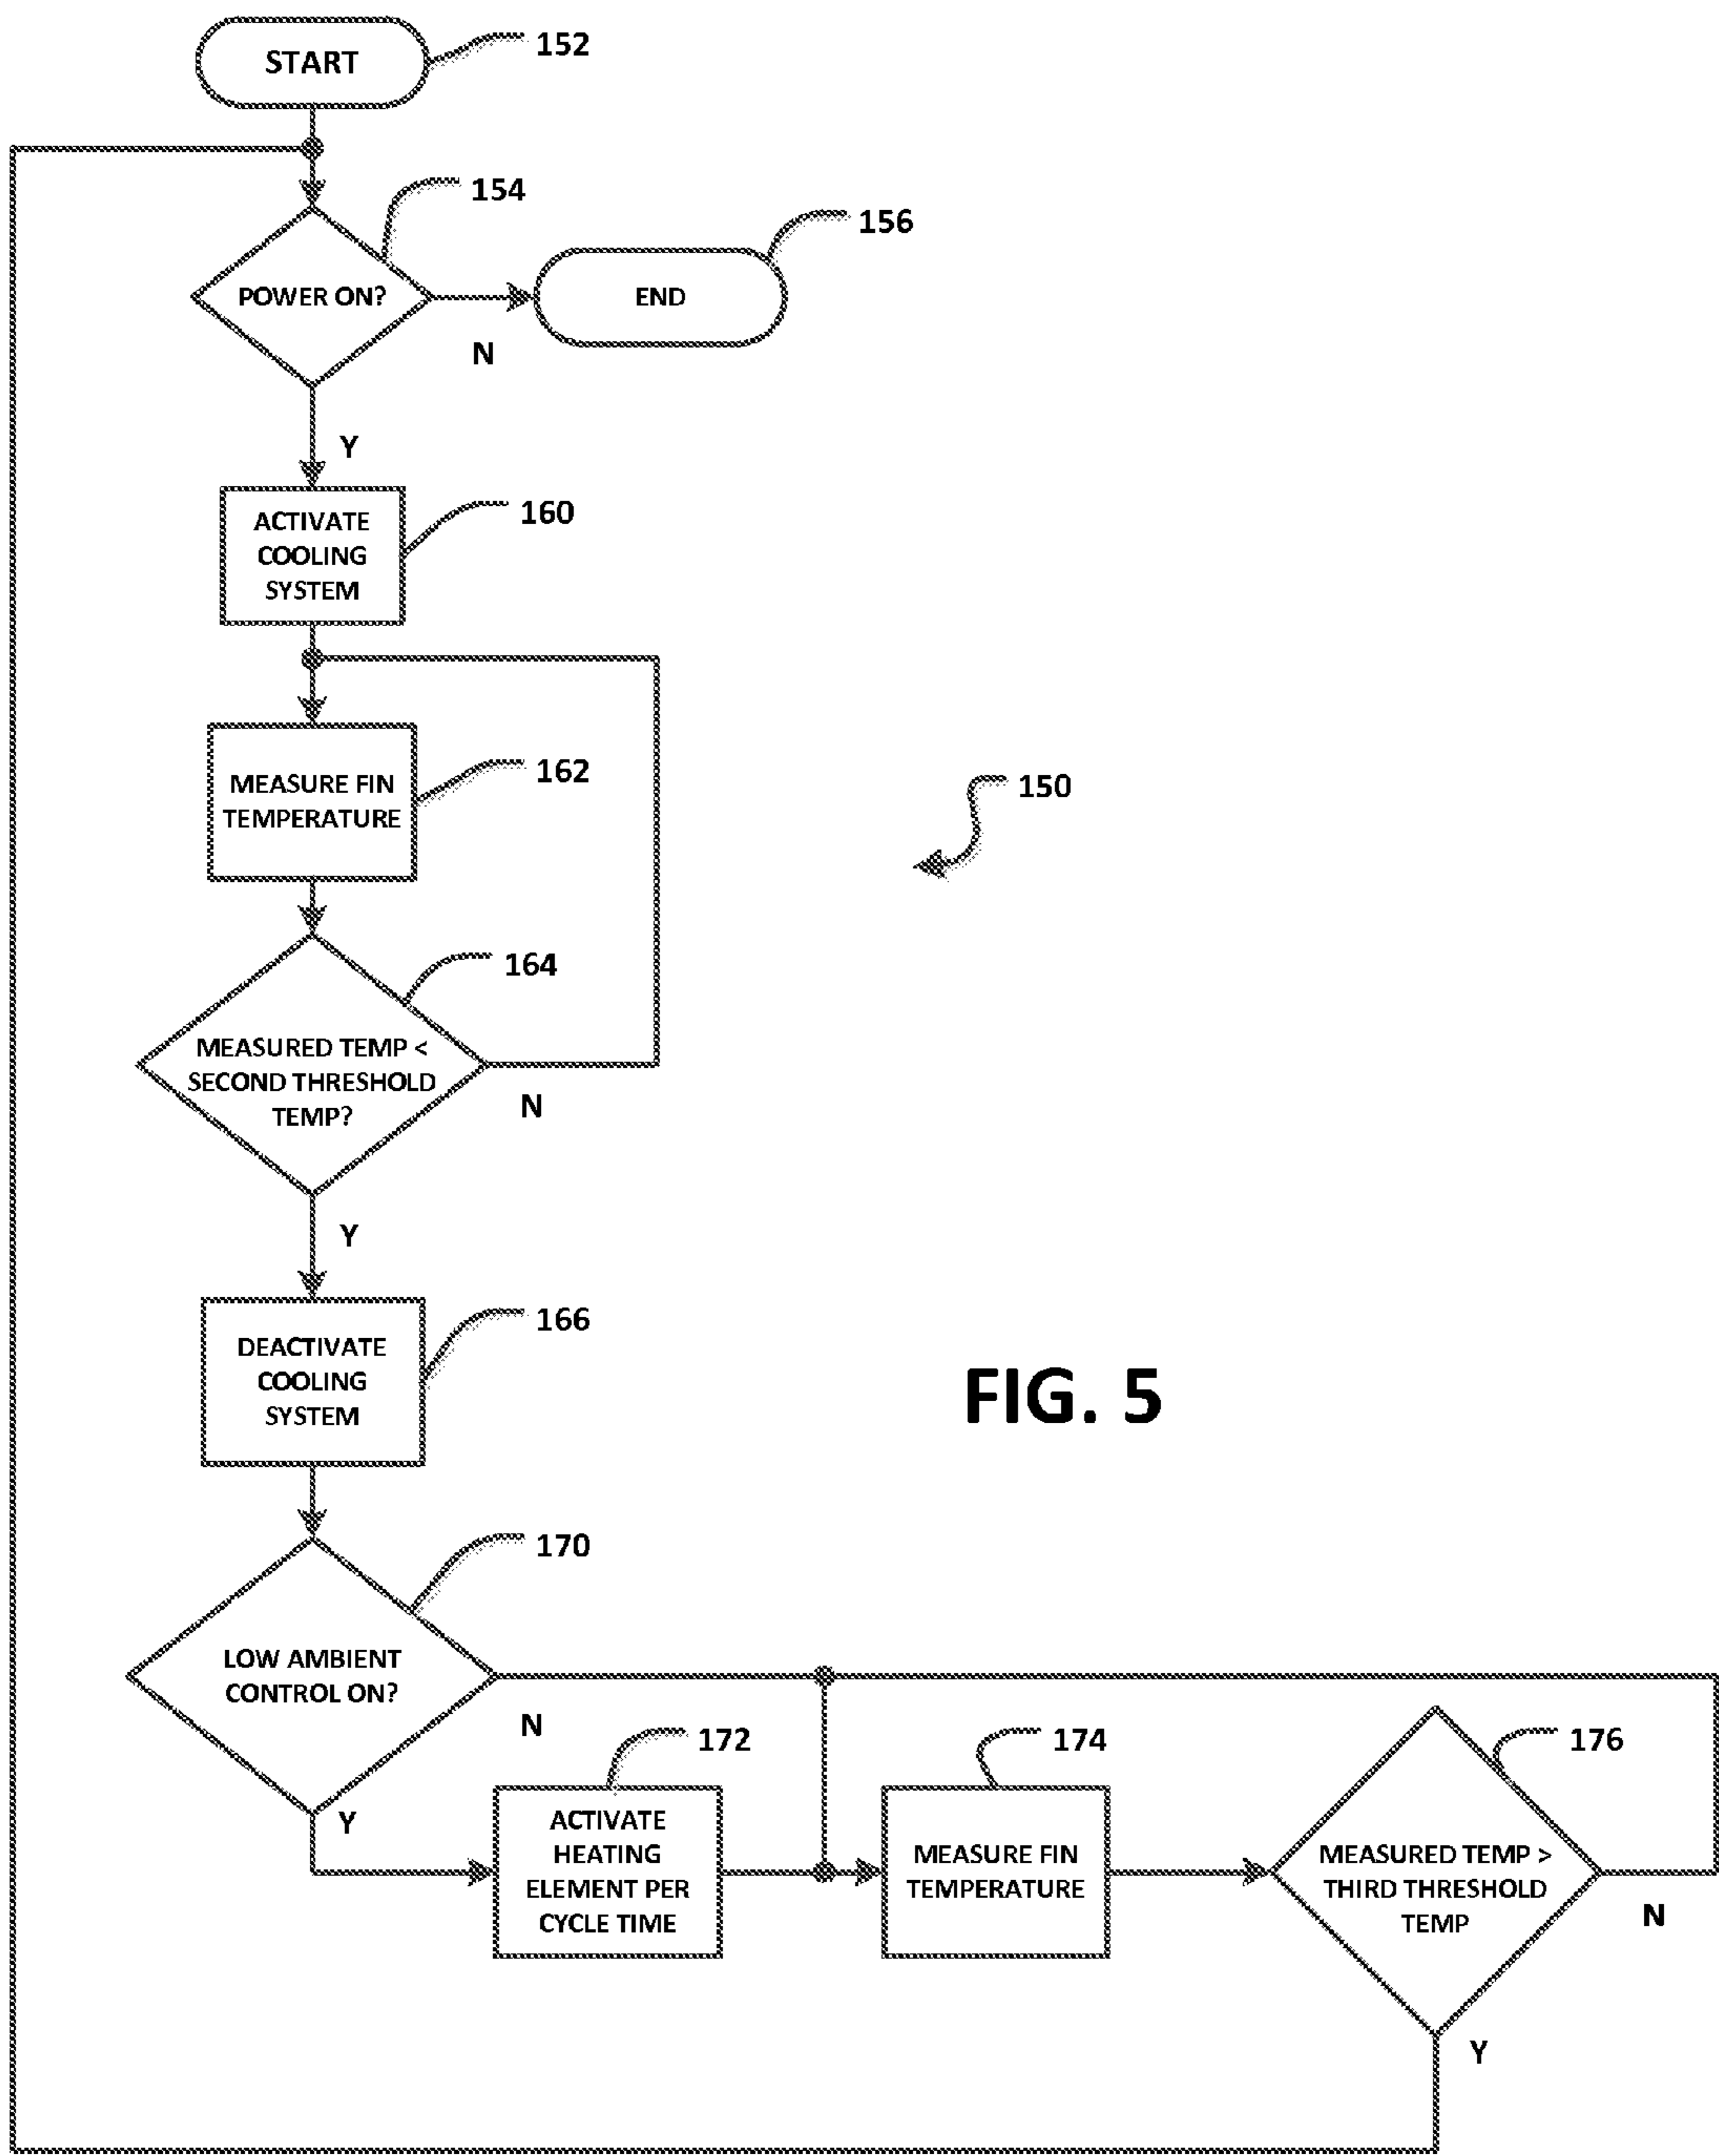 START
152
154
POWER ON?
N
END
156
Y
ACTIVATE
COOLING
SYSTEM
160
MEASURE FIN
TEMPERATURE
162
150
164
MEASURED TEMP <
SECOND THRESHOLD
TEMP?
N
Y
DEACTIVATE
COOLING
SYSTEM
166
FIG. 5
170
LOW AMBIENT
CONTROL ON?
N
Y
172
ACTIVATE
HEATING
ELEMENT PER
CYCLE TIME
174
MEASURE FIN
TEMPERATURE
176
MEASURED TEMP >
THIRD THRESHOLD
TEMP
N
Y